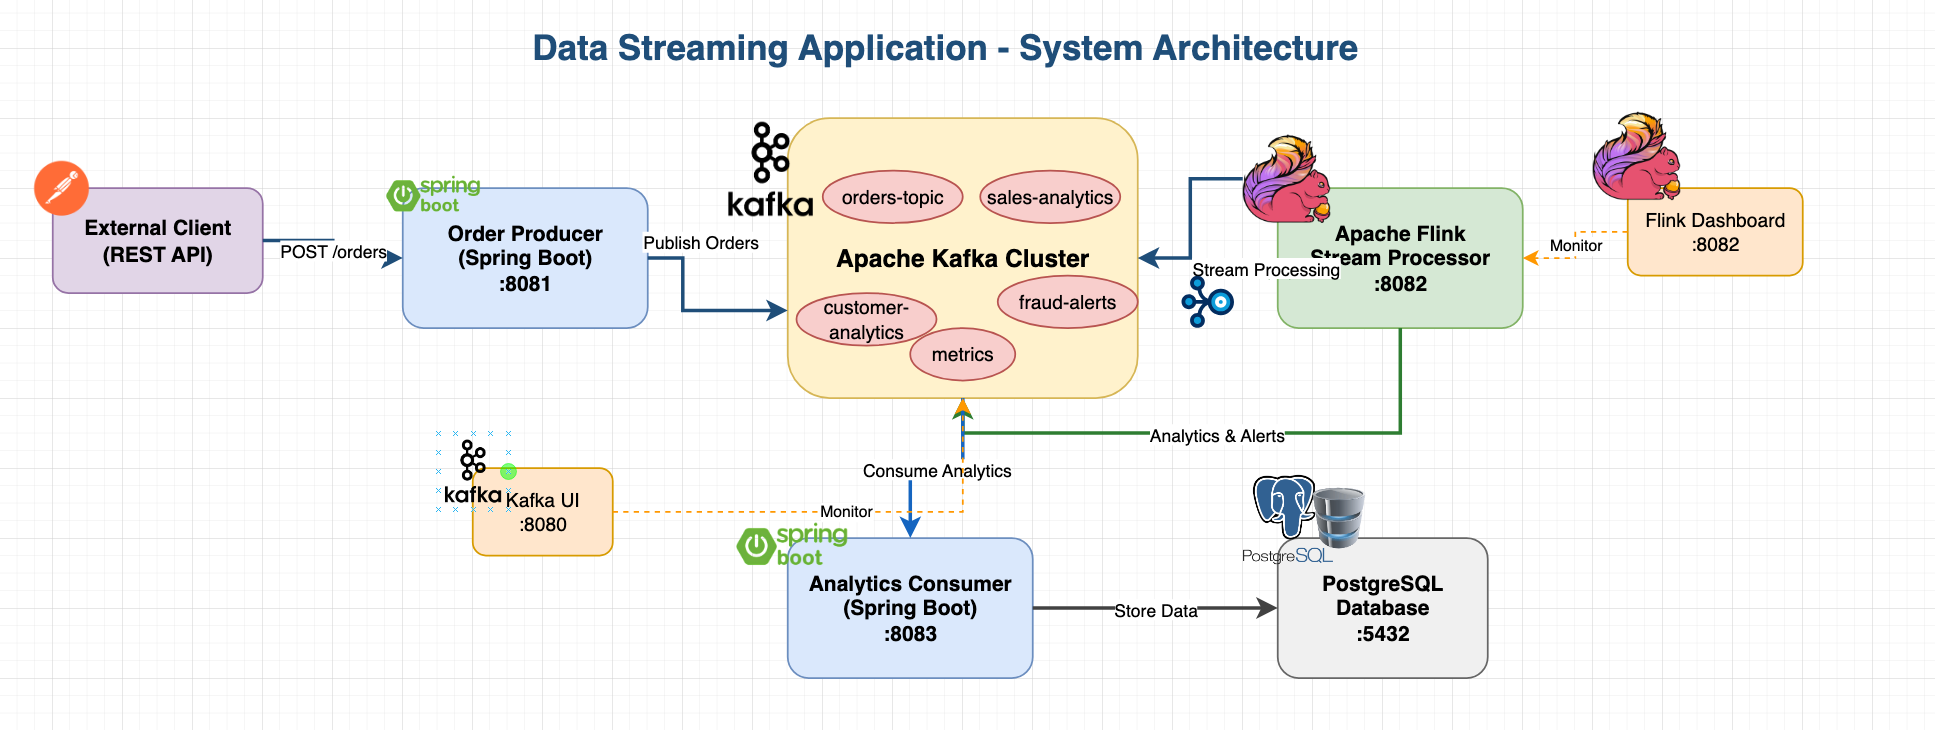 Data Streaming Application - System Architecture
External Client
(REST API)
POST /orders
spring
boot
Order Producer
(Spring Boot)
:8081
Publish Orders
kafka
orders-topic
sales-analytics
Apache Kafka Cluster
customer-
analytics
fraud-alerts
metrics
Stream Processing
Apache Flink
Stream Processor
:8082
Monitor
Flink Dashboard
:8082
Analytics & Alerts
Consume Analytics
kafka
Kafka UI
:8080
Monitor
spring
boot
Analytics Consumer
(Spring Boot)
:8083
Store Data
PostgreSQL
PostgreSQL
Database
:5432